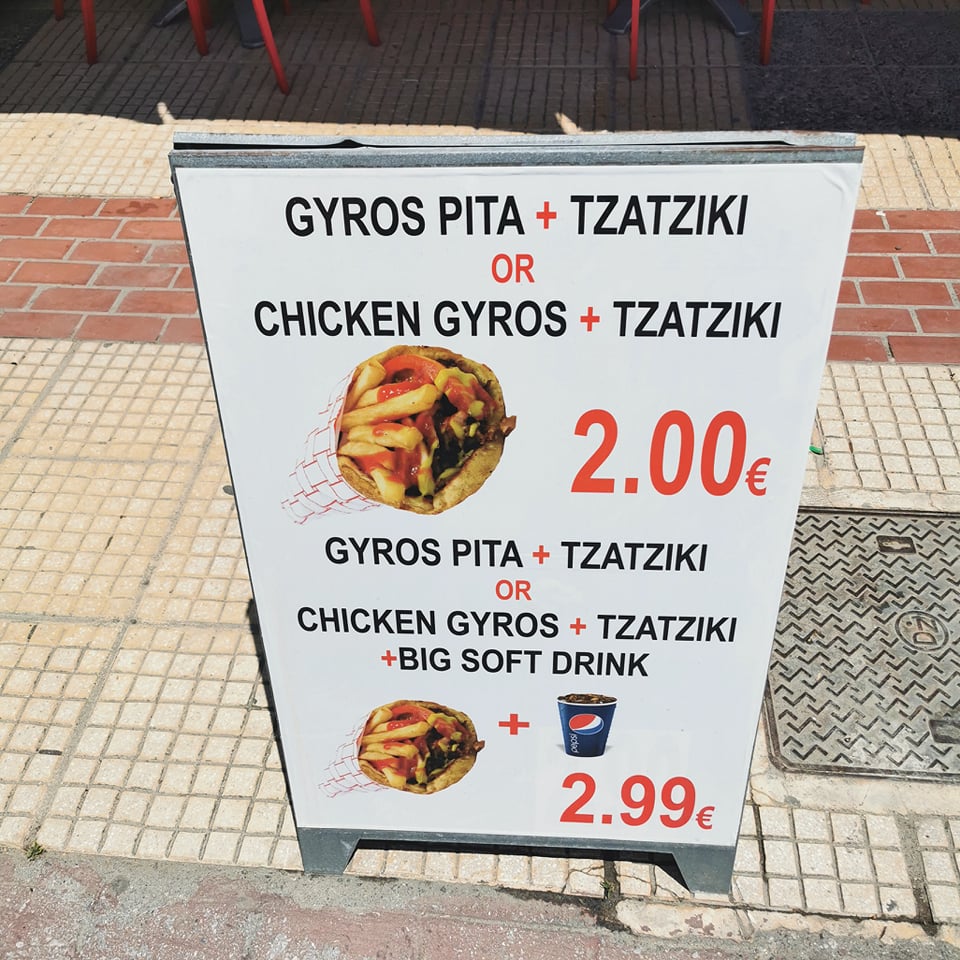 GYROS PITA + TZATZIKI
OR
CHICKEN GYROS + TZATZIKI
2.00€
GYROS PITA + TZATZIKI
OR
CHICKEN GYROS + TZATZIKI
+BIG SOFT DRINK
+
pepsi
2.99€